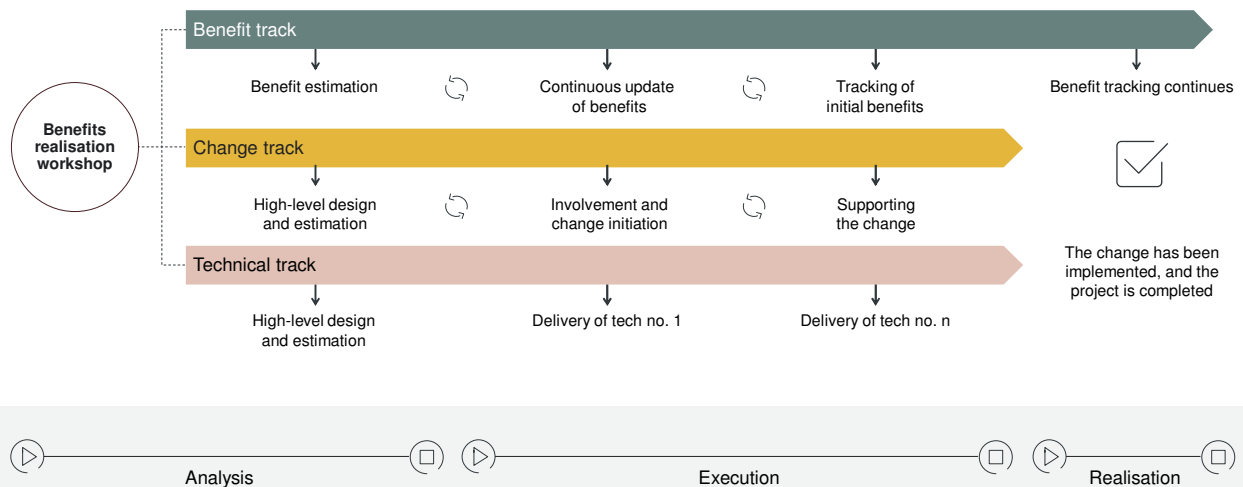 Benefit track
Benefit estimation
Continuous update
of benefits
Tracking of
initial benefits
Benefit tracking continues
Benefits
realisation
workshop
Change track
High-level design
and estimation
Involvement and
change initiation
Supporting
the change
Technical track
The change has been
implemented, and the
project is completed
High-level design
and estimation
Delivery of tech no. 1
Delivery of tech no. n
Analysis
Execution
Realisation